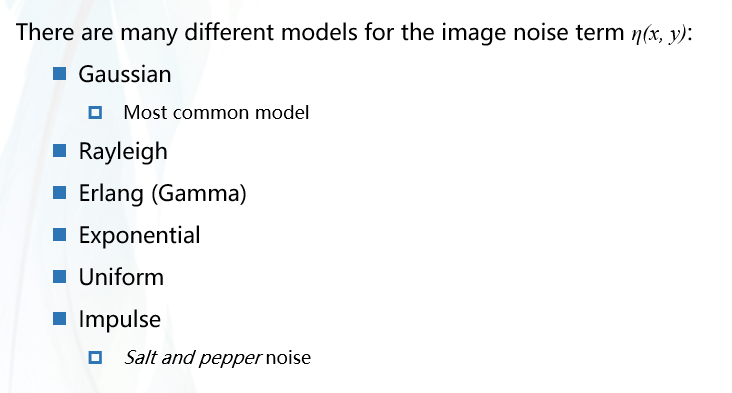 There are many different models for the image noise term η(x, y):
Gaussian
Most common model
Rayleigh
Erlang (Gamma)
Exponential
Uniform
Impulse
Salt and pepper noise